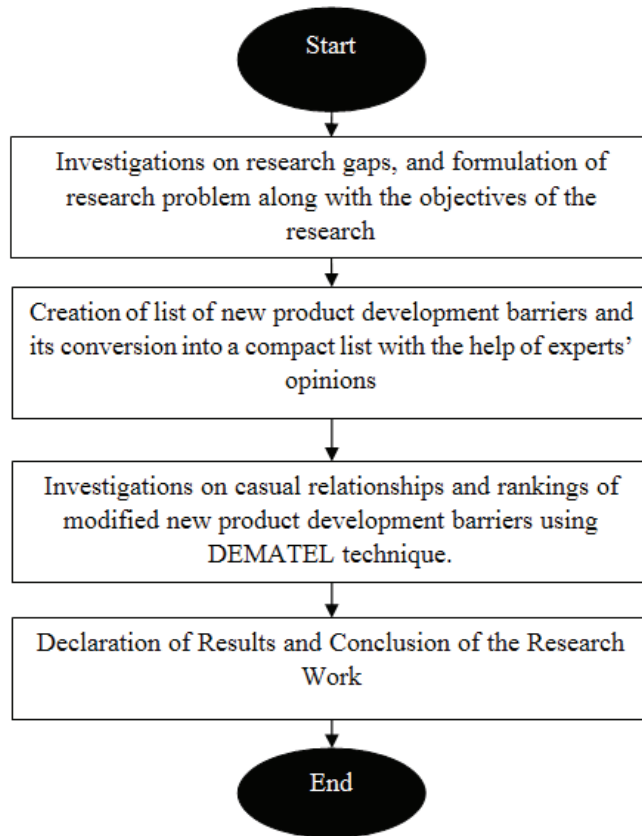 Start
Investigations on research gaps, and formulation of
research problem along with the objectives of the
research
Creation of list of new product development barriers and
its conversion into a compact list with the help of experts’
opinions
Investigations on casual relationships and rankings of
modified new product development barriers using
DEMATEL technique.
Declaration of Results and Conclusion of the Research
Work
End